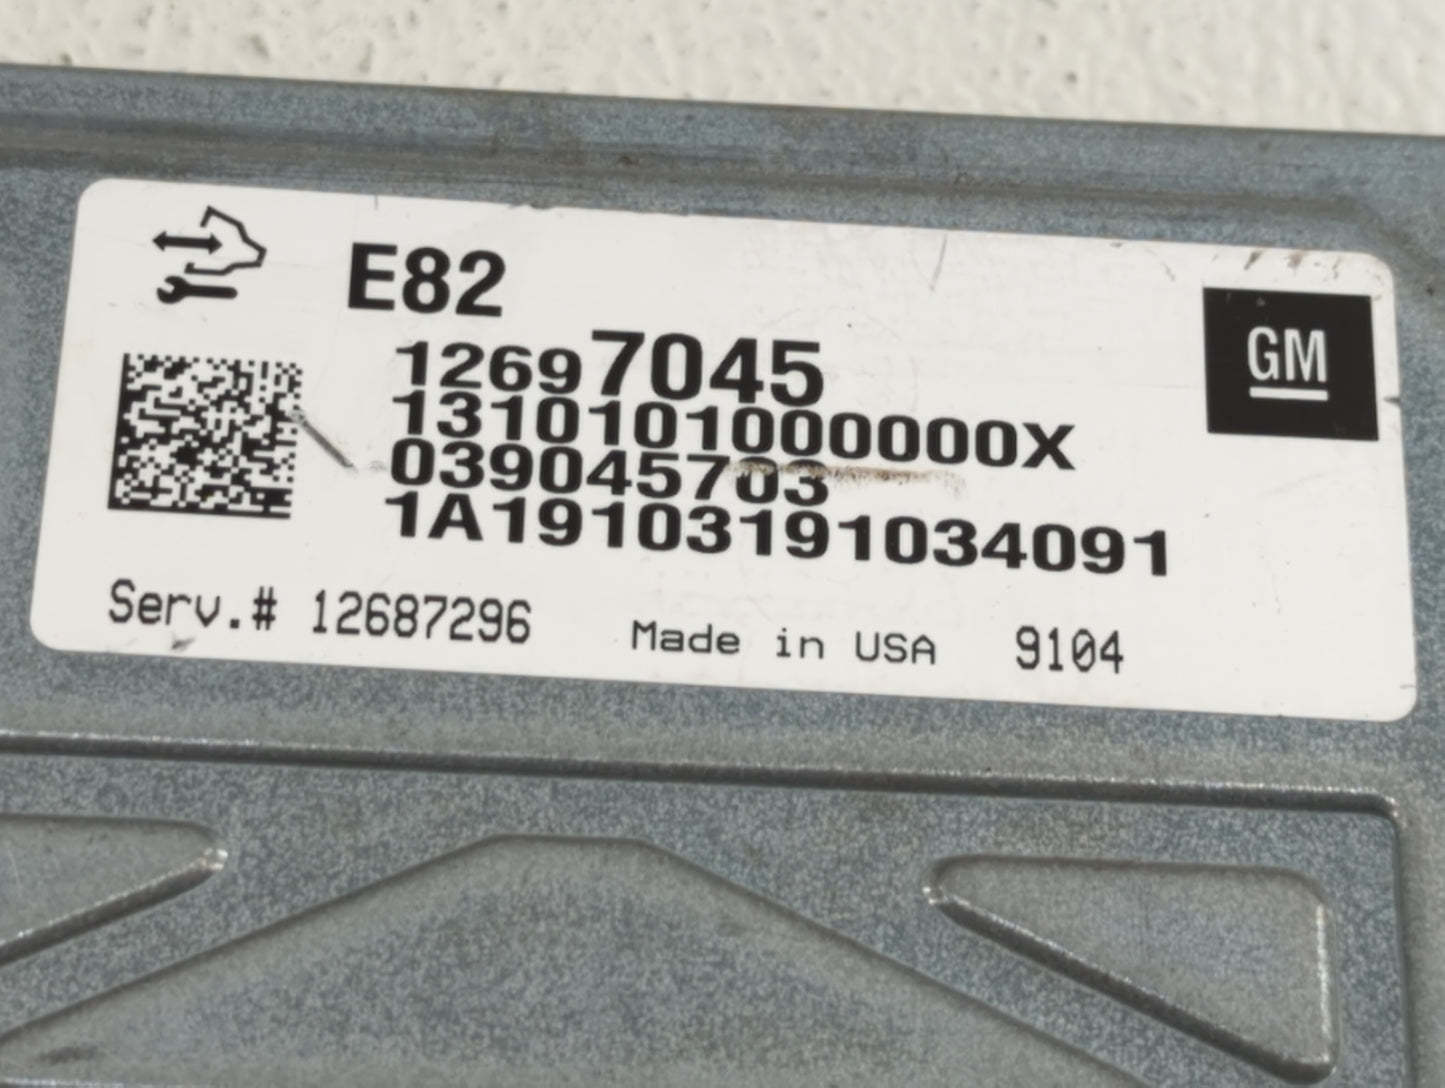 E82
GM
12697045
1310101000000X
039045703
1A19103191034091
Serv.# 12687296 Made in USA 9104